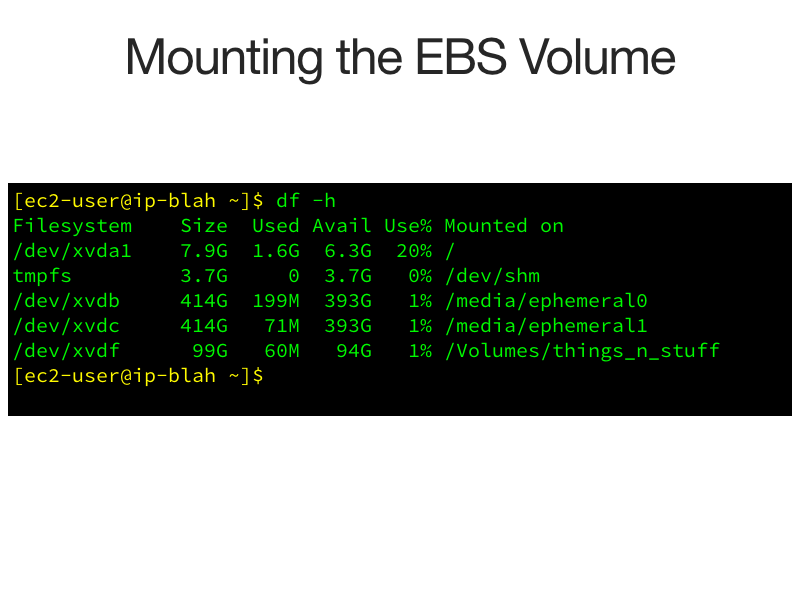 Mounting the EBS Volume
[ec2-user@ip-blah ~]$ df -h
Filesystem    Size  Used Avail Use% Mounted on
/dev/xvda1    7.9G  1.6G  6.3G  20% /
tmpfs         3.7G     0  3.7G   0% /dev/shm
/dev/xvdb     414G  199M  393G   1% /media/ephemeral0
/dev/xvdc     414G   71M  393G   1% /media/ephemeral1
/dev/xvdf      99G   60M   94G   1% /Volumes/things_n_stuff
[ec2-user@ip-blah ~]$